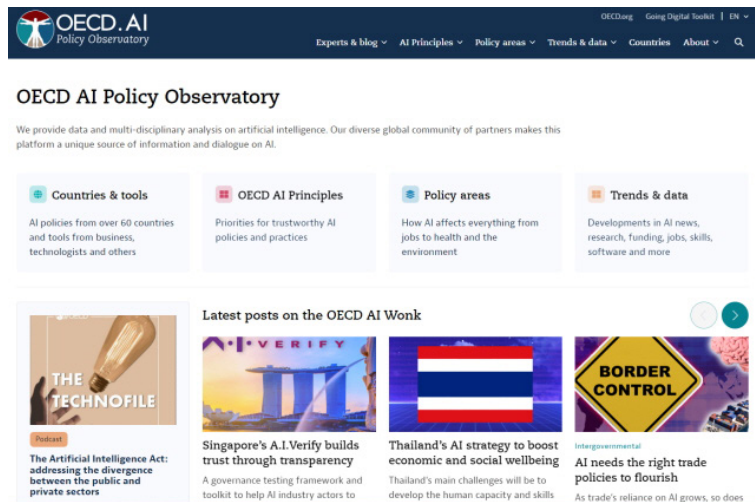 OECD.org Going Digital Toolkit | EN
OECD.AI
Policy Observatory
Experts & blog AI Principles Policy areas Trends & data Countries About
OECD AI Policy Observatory
We provide data and multi-disciplinary analysis on artificial intelligence. Our diverse global community of partners makes this
platform a unique source of information and dialogue on AI.
Countries & tools
AI policies from over 60 countries
and tools from business,
technologists and others
OECD AI Principles
Priorities for trustworthy AI
policies and practices
Policy areas
How AI affects everything from
jobs to health and the
environment
Trends & data
Developments in AI news,
research, funding, jobs, skills,
software and more
THE
TECHNOFILE
Podcast
The Artificial Intelligence Act:
addressing the divergence
between the public and
private sectors
Latest posts on the OECD AI Wonk
A.I. VERIFY
Singapore's A.I.Verify builds
trust through transparency
A governance testing framework and
toolkit to help AI industry actors to
Thailand's AI strategy to boost
economic and social wellbeing
Thailand's main challenges will be to
develop the human capacity and skills
BORDER
CONTROL
Intergovernmental
AI needs the right trade
policies to flourish
As trade's reliance on AI grows, so does